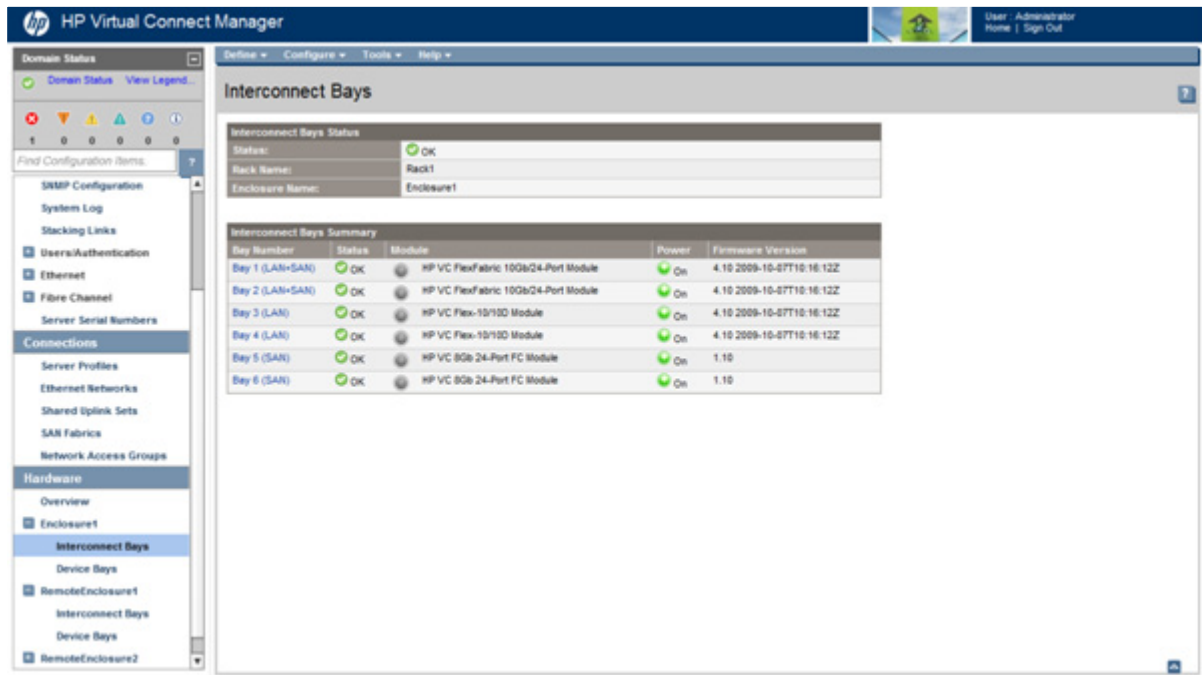 hp HP Virtual Connect Manager
User : Administrator
Home | Sign Out
Domain Status
Domain Status View Legend...
1 0 0 0 0 0
Find Configuration Items.
SNMP Configuration
System Log
Stacking Links
Users/Authentication
Ethernet
Fibre Channel
Server Serial Numbers
Connections
Server Profiles
Ethernet Networks
Shared Uplink Sets
SAN Fabrics
Network Access Groups
Hardware
Overview
Enclosure1
Interconnect Bays
Device Bays
RemoteEnclosure1
Interconnect Bays
Device Bays
RemoteEnclosure2
Define Configure Tools Help
Interconnect Bays
?
Interconnect Bays Status
Status: OK
Rack Name: Rack1
Enclosure Name: Enclosure1
Interconnect Bays Summary
Bay Number Status Module Power Firmware Version
Bay 1 (LAN+SAN) OK HP VC FlexFabric 10Gb/24-Port Module On 4.10 2009-10-07T10:16:12Z
Bay 2 (LAN+SAN) OK HP VC FlexFabric 10Gb/24-Port Module On 4.10 2009-10-07T10:16:12Z
Bay 3 (LAN) OK HP VC Flex-10/10D Module On 4.10 2009-10-07T10:16:12Z
Bay 4 (LAN) OK HP VC Flex-10/10D Module On 4.10 2009-10-07T10:16:12Z
Bay 5 (SAN) OK HP VC 8Gb 24-Port FC Module On 1.10
Bay 6 (SAN) OK HP VC 8Gb 24-Port FC Module On 1.10